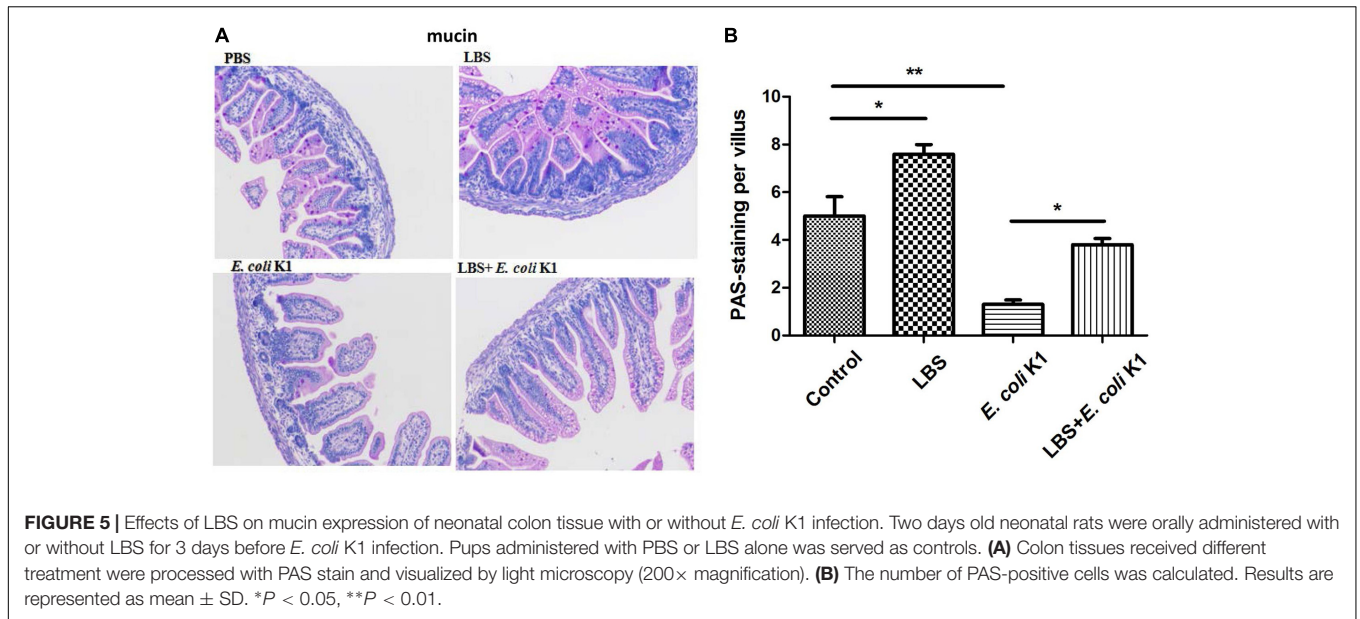 A
mucin
PBS
LBS
E. coli K1
LBS+ E. coli K1
B
**
*
*
10
8
6
4
2
0
PAS-staining per villus
Control
LBS
E. coli K1
LBS+E. coli K1
FIGURE 5 | Effects of LBS on mucin expression of neonatal colon tissue with or without E. coli K1 infection. Two days old neonatal rats were orally administered with
or without LBS for 3 days before E. coli K1 infection. Pups administered with PBS or LBS alone was served as controls. (A) Colon tissues received different
treatment were processed with PAS stain and visualized by light microscopy (200× magnification). (B) The number of PAS-positive cells was calculated. Results are
represented as mean ± SD. *P < 0.05, **P < 0.01.